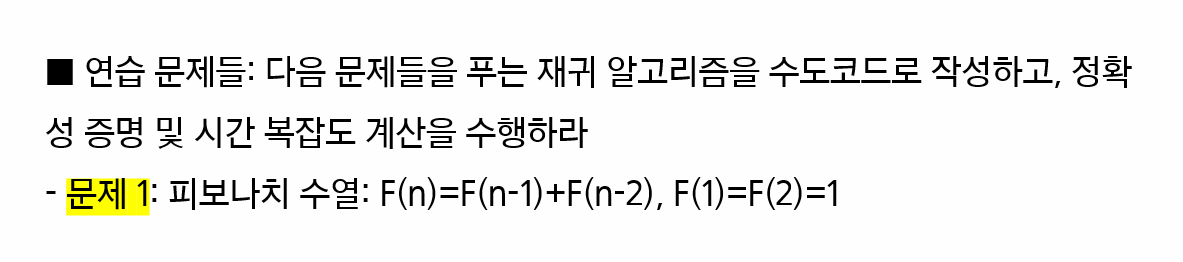 ■ 연습 문제들: 다음 문제들을 푸는 재귀 알고리즘을 수도코드로 작성하고, 정확
성 증명 및 시간 복잡도 계산을 수행하라
- 문제 1: 피보나치 수열: F(n)=F(n-1)+F(n-2), F(1)=F(2)=1